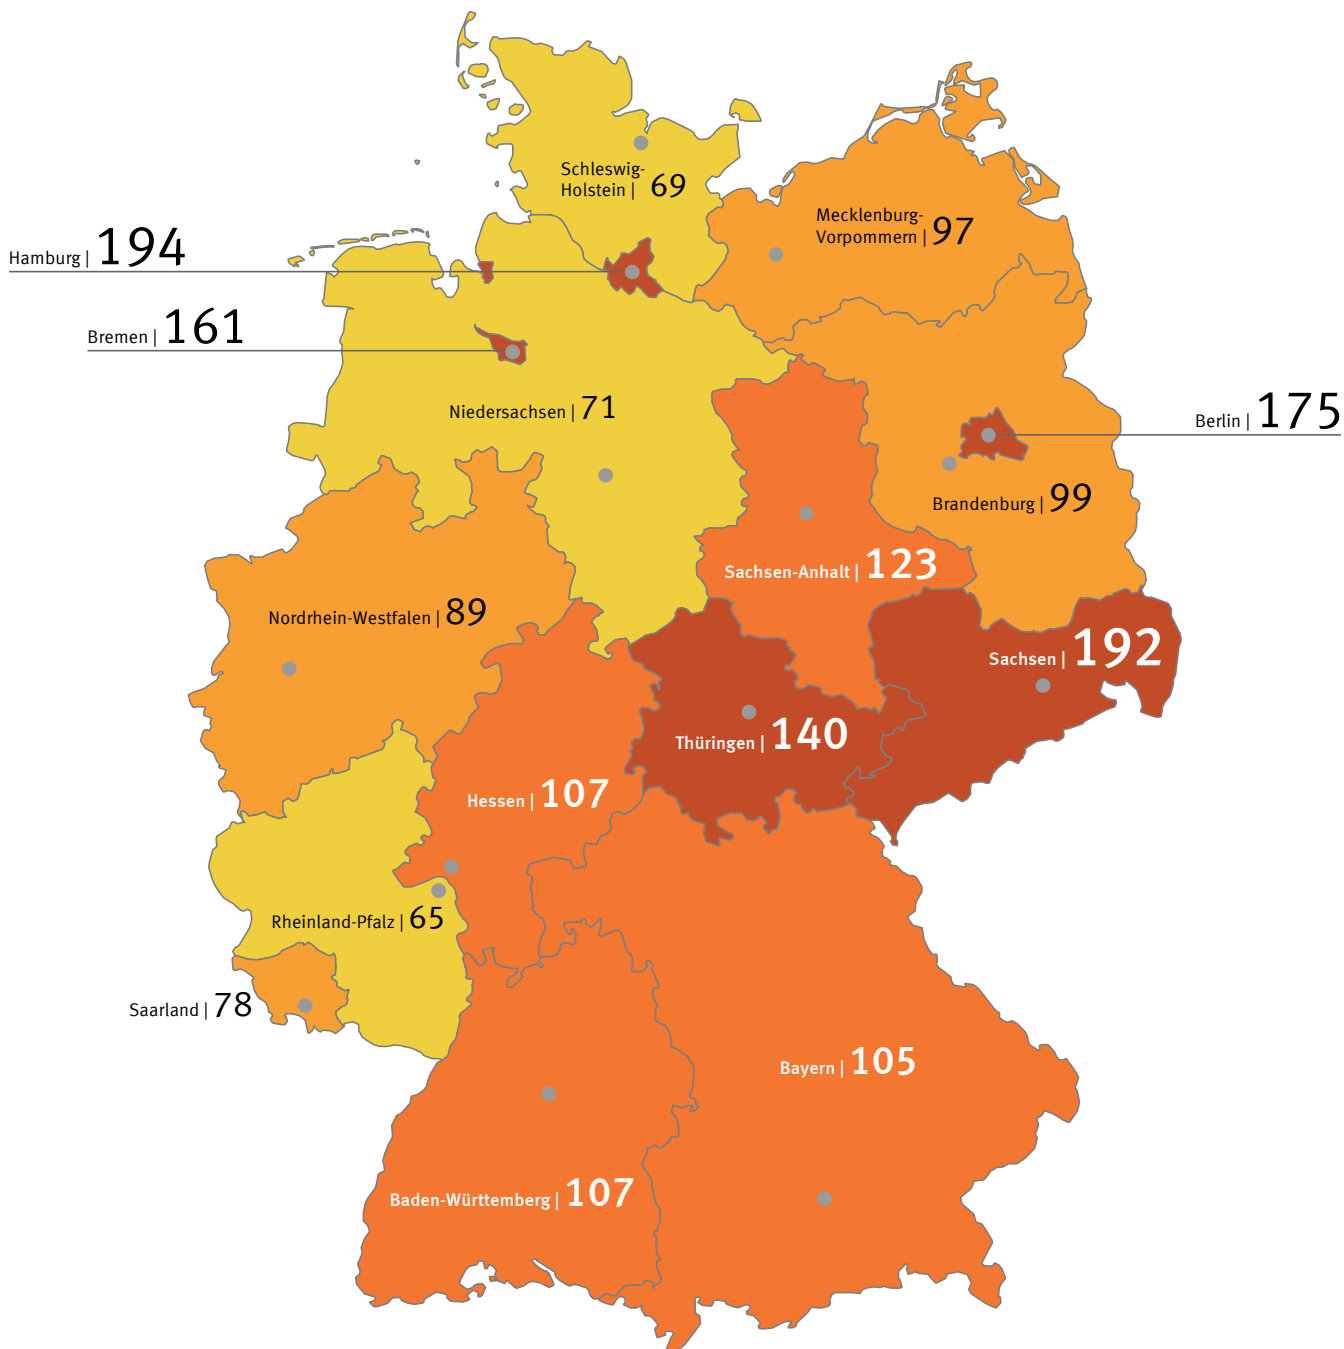 Schleswig-
Holstein | 69
Mecklenburg-
Vorpommern | 97
Hamburg | 194
Bremen | 161
Niedersachsen | 71
Berlin | 175
Brandenburg | 99
Sachsen-Anhalt | 123
Nordrhein-Westfalen | 89
Sachsen | 192
Thüringen | 140
Hessen | 107
Rheinland-Pfalz | 65
Saarland | 78
Bayern | 105
Baden-Württemberg | 107